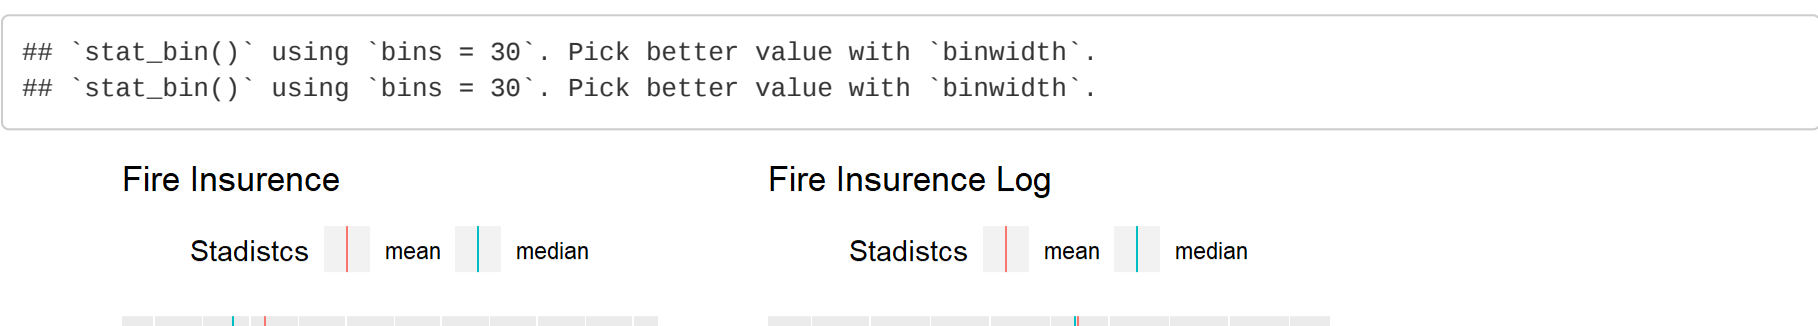 ## `stat_bin()` using `bins = 30`. Pick better value with `binwidth`.
## `stat_bin()` using `bins = 30`. Pick better value with `binwidth`.
Fire Insurence
Stadistcs mean median
Fire Insurence Log
Stadistcs mean median